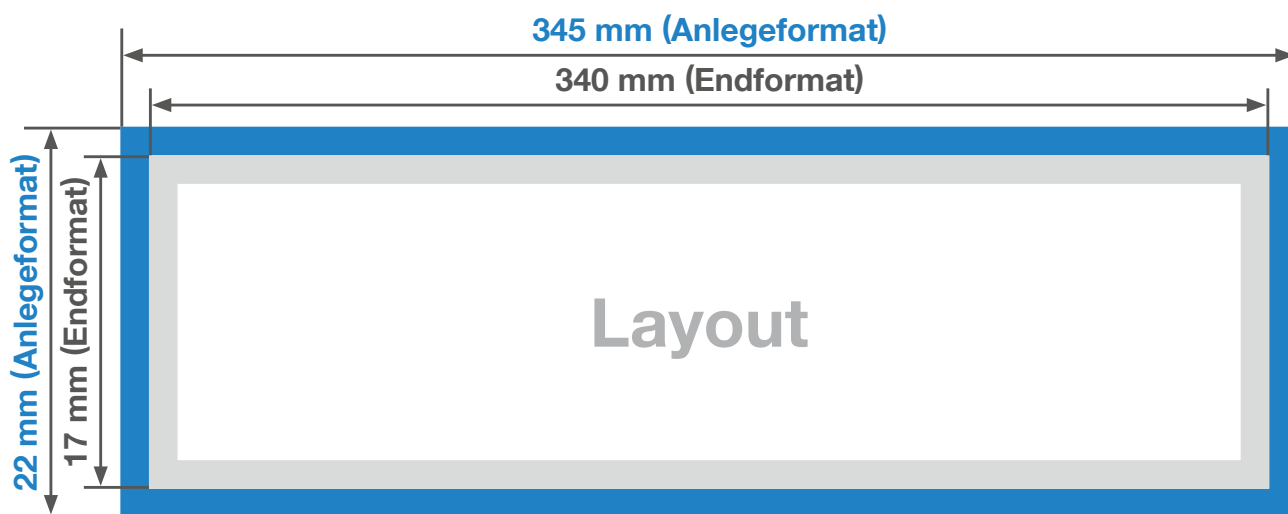 345 mm (Anlegeformat)
340 mm (Endformat)
22 mm (Anlegeformat)
17 mm (Endformat)
Layout